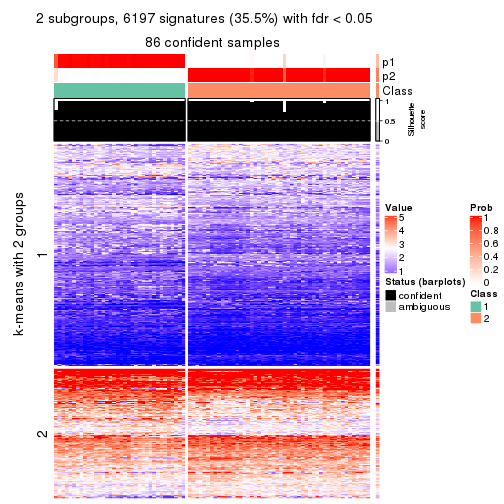 2 subgroups, 6197 signatures (35.5%) with fdr < 0.05
86 confident samples
p1
p2
Class
1
0.5
0
Silhouette
score
k-means with 2 groups
1
2
Value
5
4
3
2
1
Status (barplots)
confident
ambiguous
Prob
1
0.8
0.6
0.4
0.2
0
Class
1
2